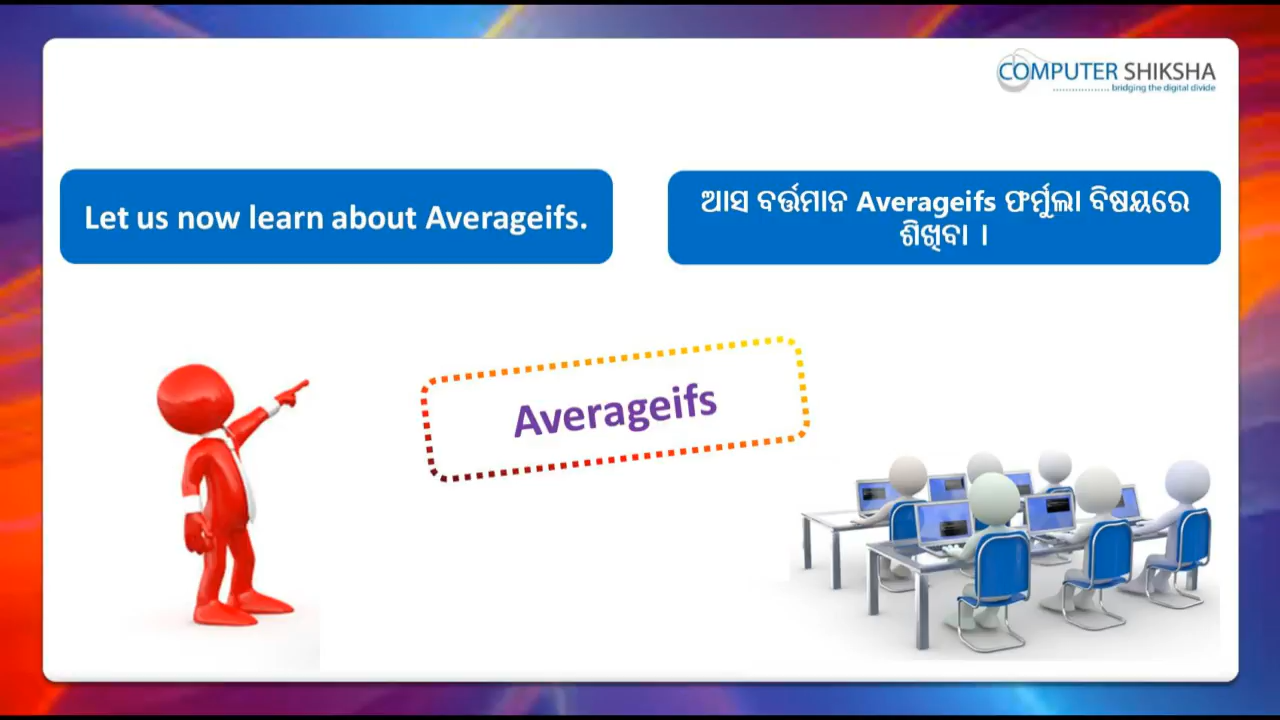 COMPUTER SHIKSHA
bridging the digital divide
Let us now learn about Averageifs.
ଆସ ବର୍ତ୍ତମାନ Averageifs ଫର୍ମୁଲା ବିଷୟରେ
ଶିଖିବା ।
Averageifs